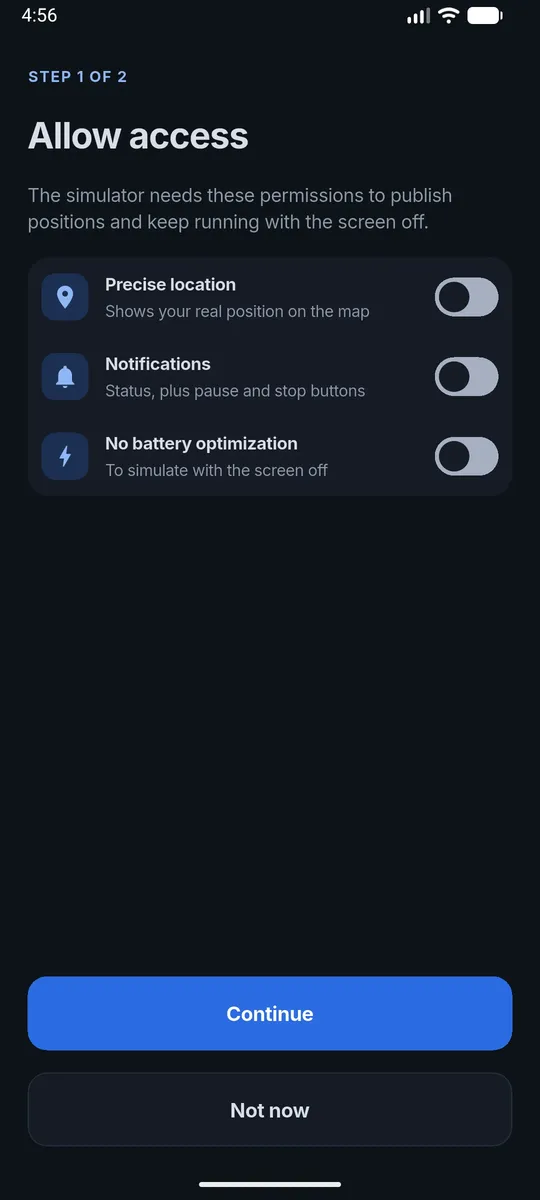 4:56
STEP 1 OF 2
Allow access
The simulator needs these permissions to publish
positions and keep running with the screen off.
Precise location
Shows your real position on the map
Notifications
Status, plus pause and stop buttons
No battery optimization
To simulate with the screen off
Continue
Not now